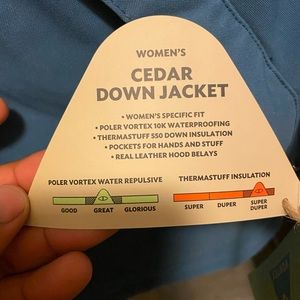 WOMEN'S
CEDAR
DOWN JACKET
• WOMEN'S SPECIFIC FIT
• POLER VORTEX 10K WATERPROOFING
• THERMASTUFF 550 DOWN INSULATION
• POCKETS FOR HANDS AND STUFF
• REAL LEATHER HOOD BELAYS
POLER VORTEX WATER REPULSIVE
GOOD GREAT GLORIOUS
THERMASTUFF INSULATION
SUPER DUPER SUPER
DUPER